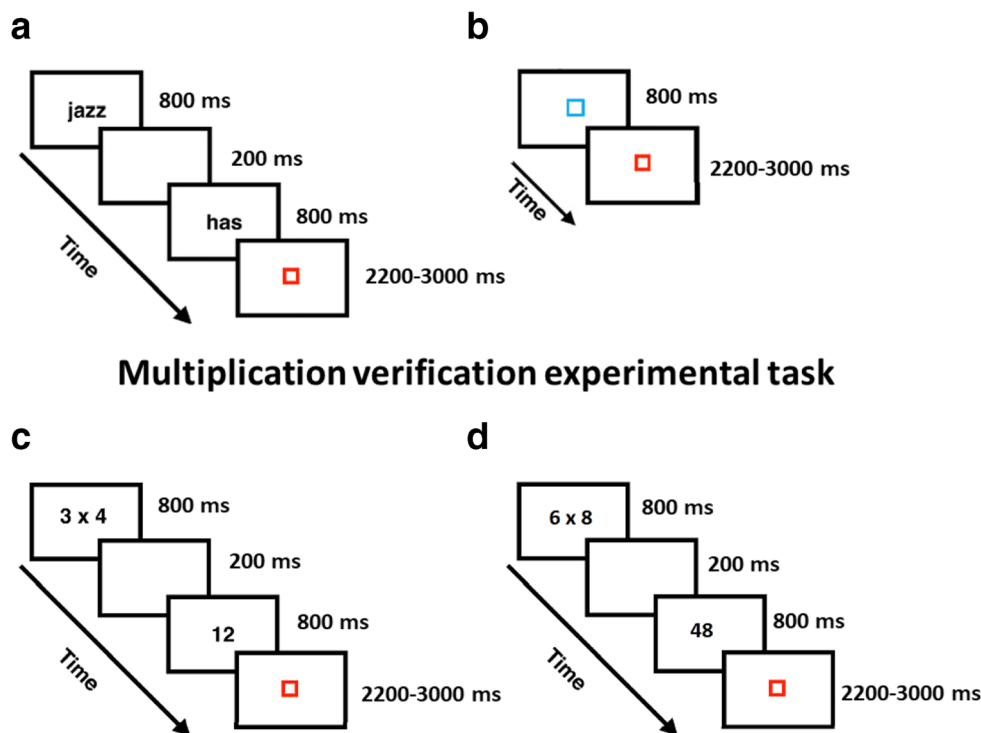 a
jazz
800 ms
200 ms
has
800 ms
2200-3000 ms
Time
b
800 ms
2200-3000 ms
Time
Multiplication verification experimental task
c
3 x 4
800 ms
200 ms
12
800 ms
2200-3000 ms
Time
d
6 x 8
800 ms
200 ms
48
800 ms
2200-3000 ms
Time